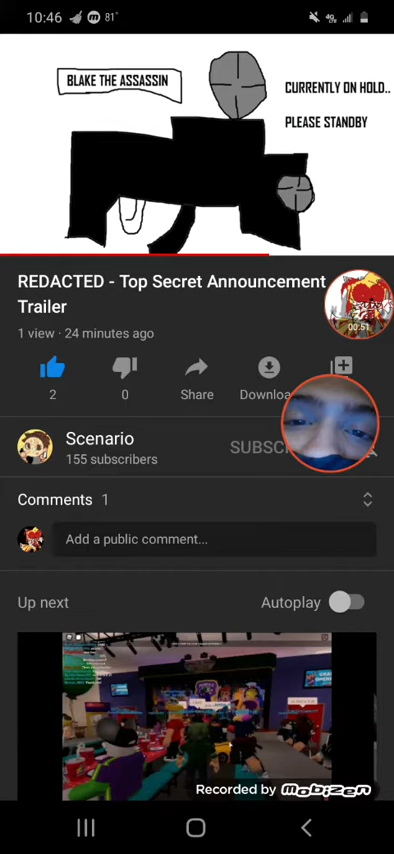 10:46 81°
BLAKE THE ASSASSIN
CURRENTLY ON HOLD..
PLEASE STANDBY
REDACTED - Top Secret Announcement
Trailer
00:51
1 view · 24 minutes ago
2 0 Share Downloa
Scenario
155 subscribers
SUBSC
Comments 1
Add a public comment...
Up next Autoplay
Recorded by mobizen